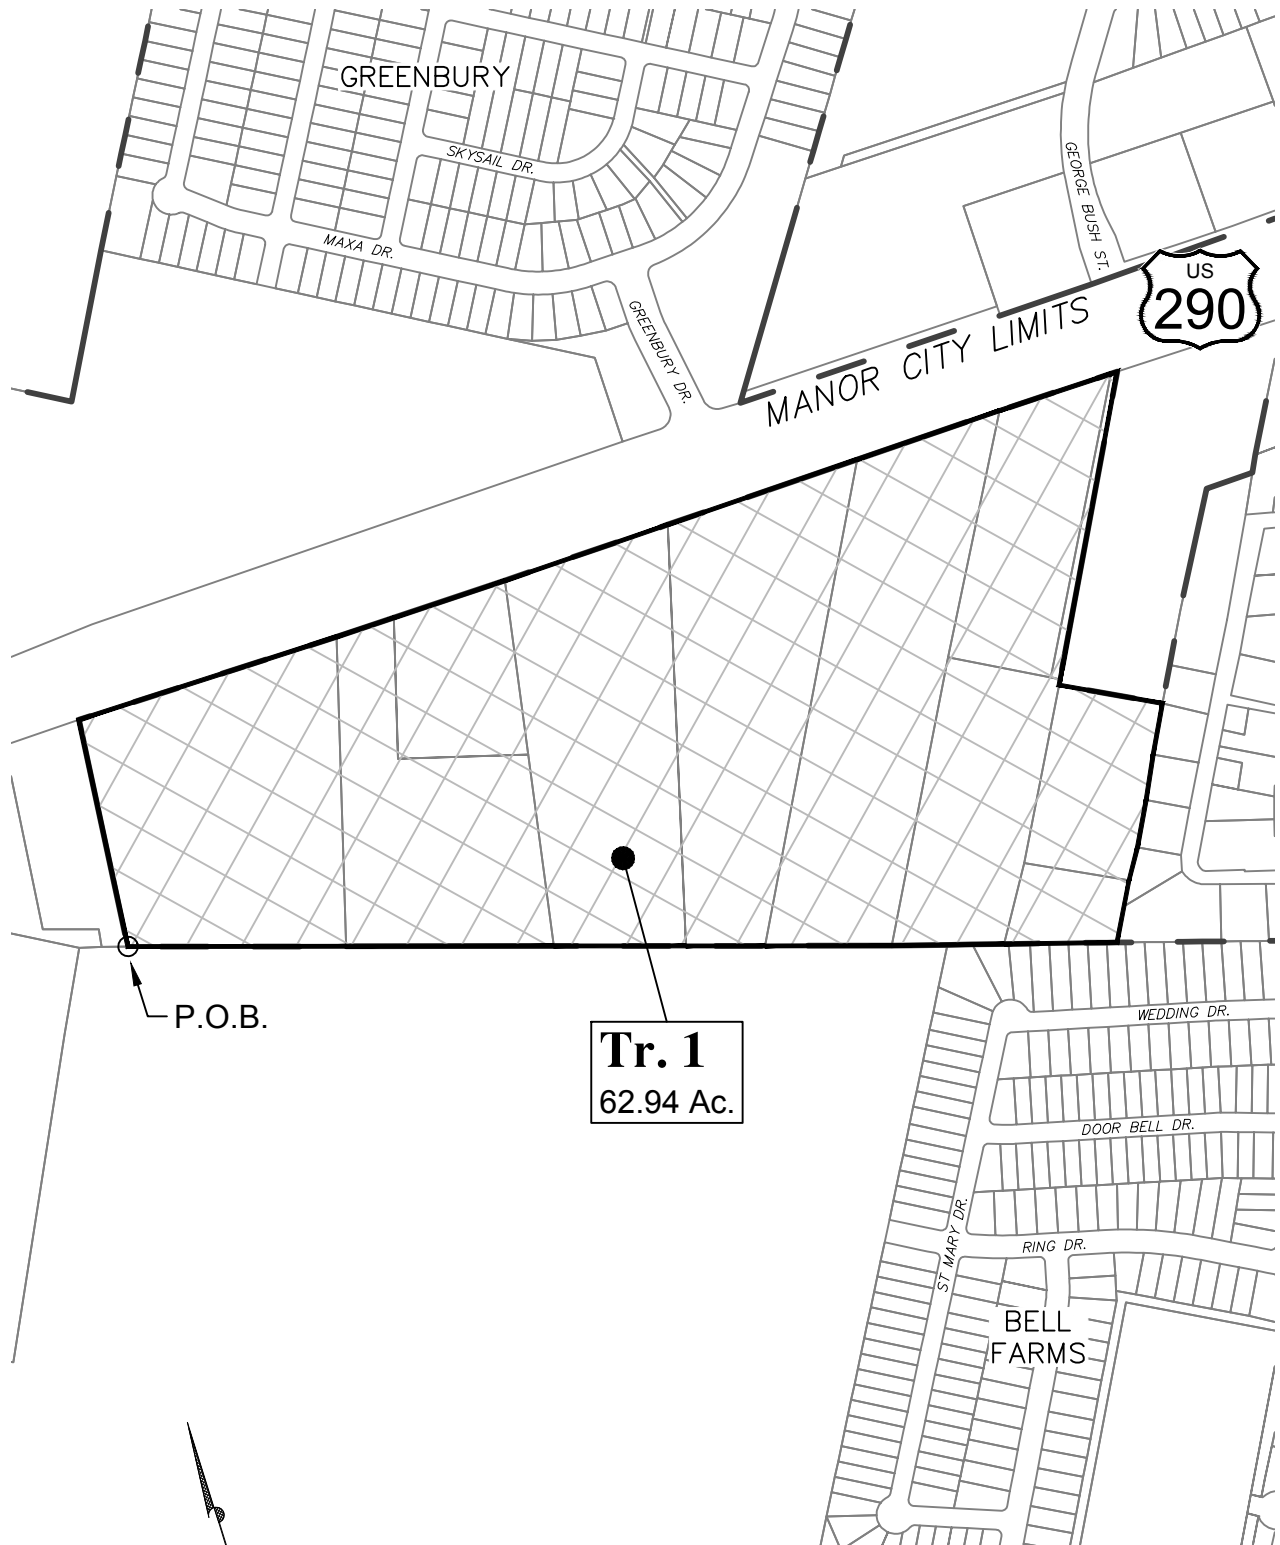 GREENBURY
SKYSAIL DR.
MAXA DR.
GREENBURY DR.
GEORGE BUSH ST.
US
290
MANOR CITY LIMITS
P.O.B.
Tr. 1
62.94 Ac.
WEDDING DR.
DOOR BELL DR.
ST MARY DR.
RING DR.
BELL
FARMS